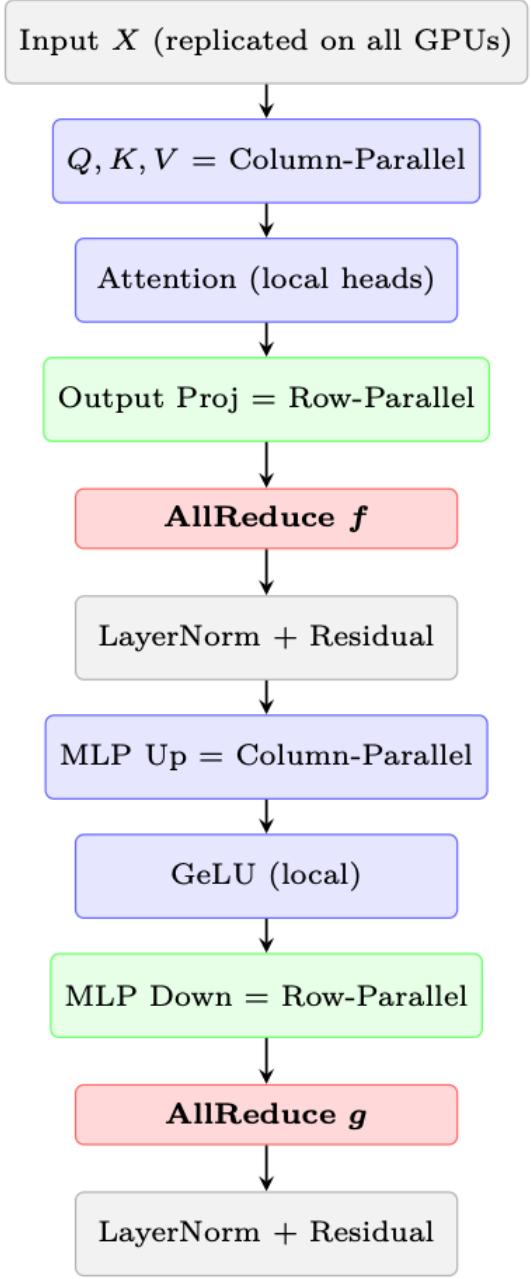 Input X (replicated on all GPUs)
Q, K, V = Column-Parallel
Attention (local heads)
Output Proj = Row-Parallel
AllReduce f
LayerNorm + Residual
MLP Up = Column-Parallel
GeLU (local)
MLP Down = Row-Parallel
AllReduce g
LayerNorm + Residual